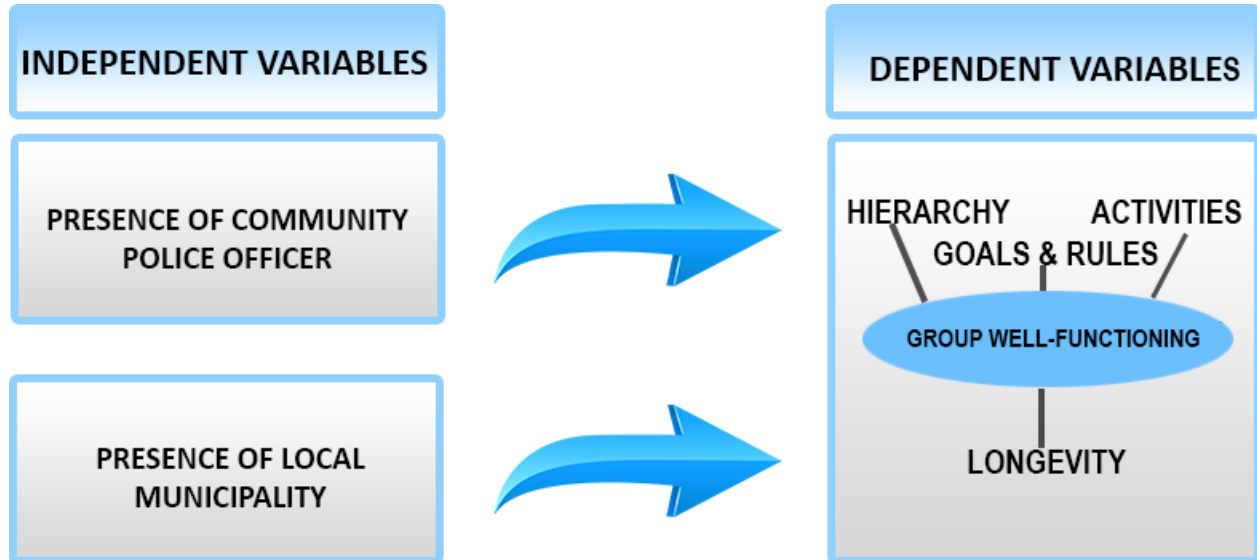 INDEPENDENT VARIABLES
DEPENDENT VARIABLES
PRESENCE OF COMMUNITY
POLICE OFFICER
HIERARCHY
ACTIVITIES
GOALS & RULES
GROUP WELL-FUNCTIONING
PRESENCE OF LOCAL
MUNICIPALITY
LONGEVITY